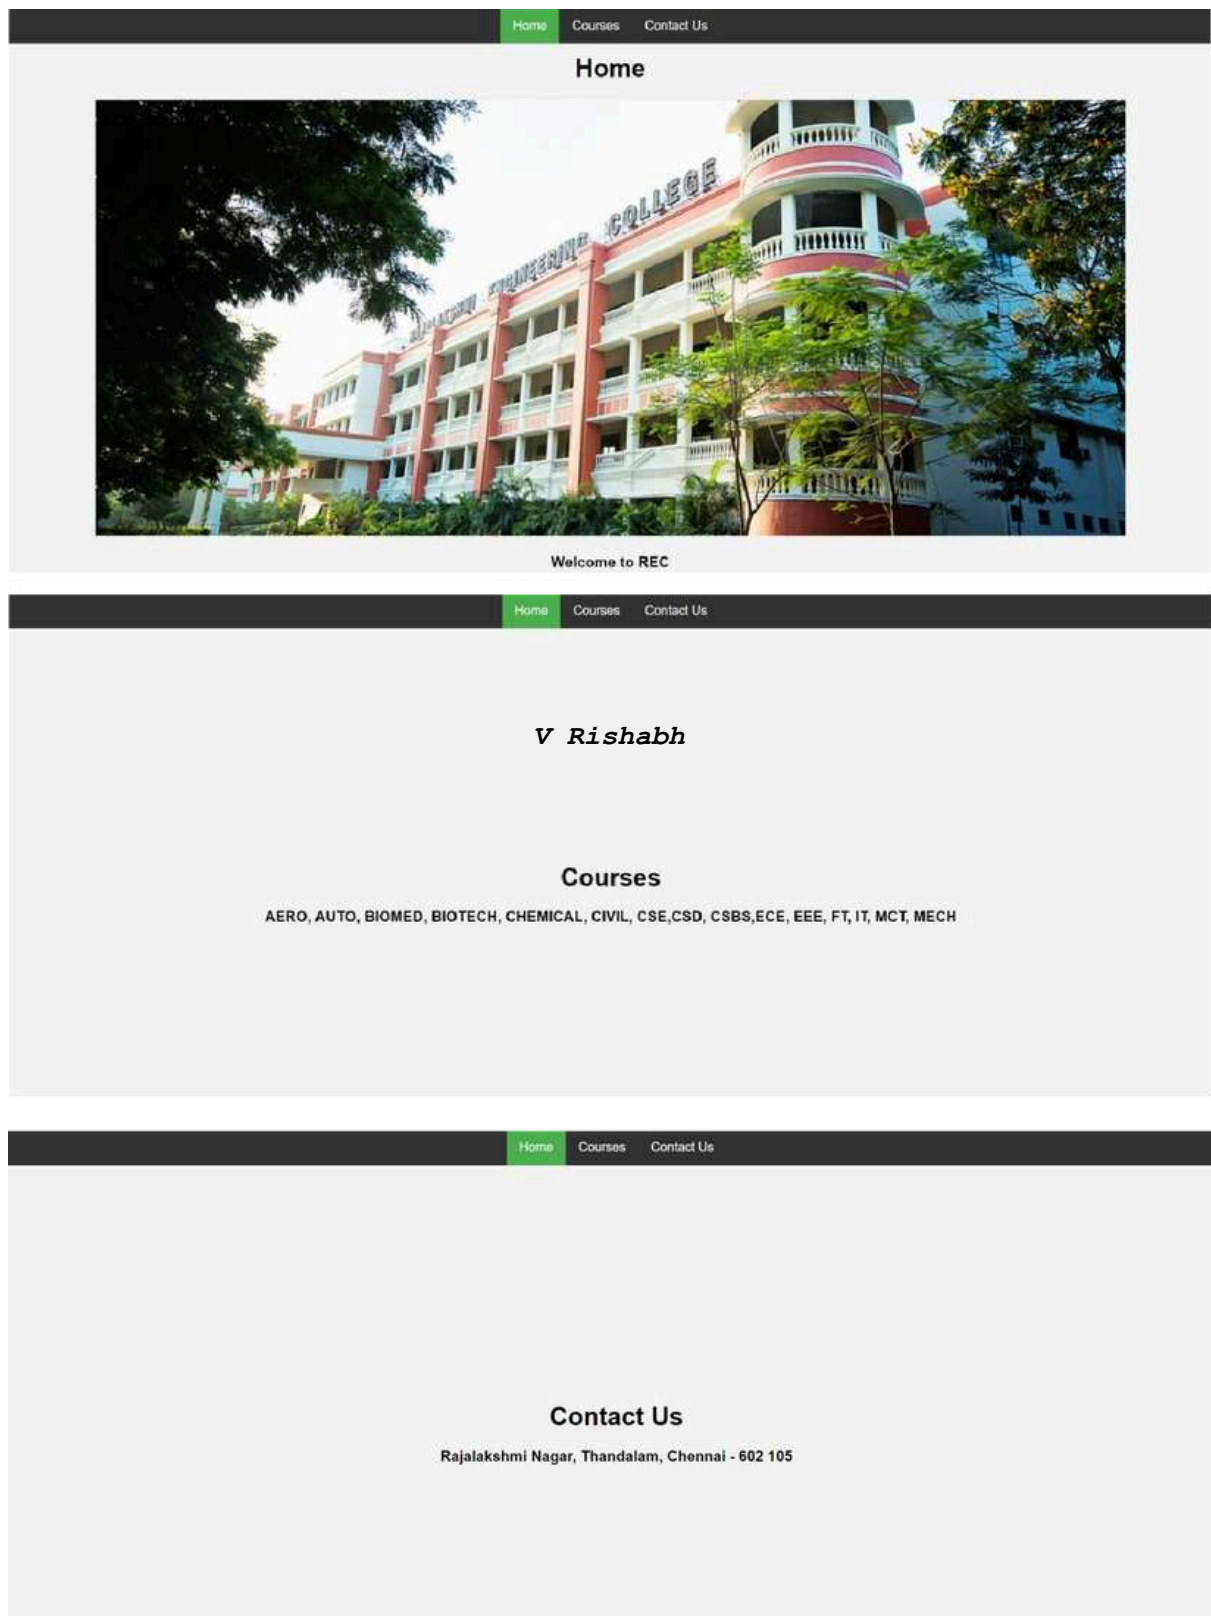 Home Courses Contact Us
Home
RAJALAKSHMI ENGINEERING COLLEGE
Welcome to REC
Home Courses Contact Us
V Rishabh
Courses
AERO, AUTO, BIOMED, BIOTECH, CHEMICAL, CIVIL, CSE,CSD, CSBS,ECE, EEE, FT, IT, MCT, MECH
Home Courses Contact Us
Contact Us
Rajalakshmi Nagar, Thandalam, Chennai - 602 105